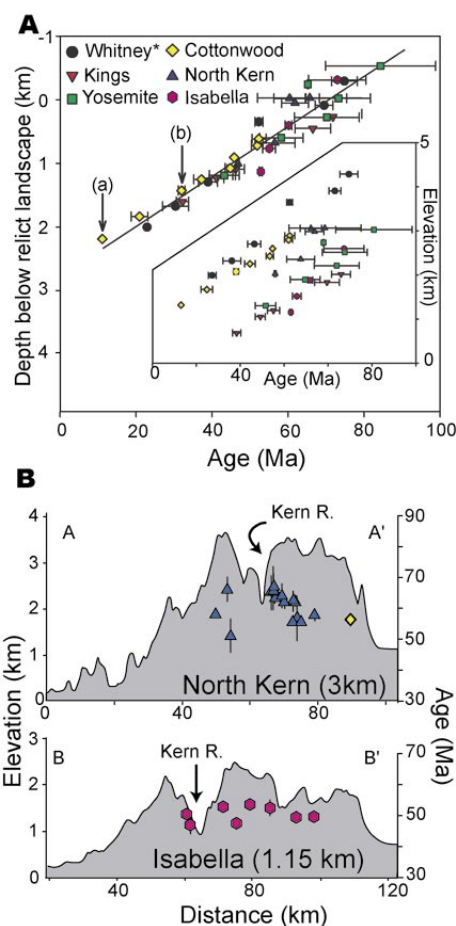 A
-1
0
1
2
3
4
Depth below relict landscape (km)
Whitney* Cottonwood
Kings North Kern
Yosemite Isabella
(a)
(b)
5
Elevation (km)
0
0 20 40 60 80
Age (Ma)
0 20 40 60 80 100
Age (Ma)
B
4
3
2
1
0
A A'
Kern R.
90
70
50
30
North Kern (3km)
40 80
Elevation (km)
Age (Ma)
3
2
1
0
B B'
Kern R.
70
50
30
Isabella (1.15 km)
0 40 80 120
Distance (km)